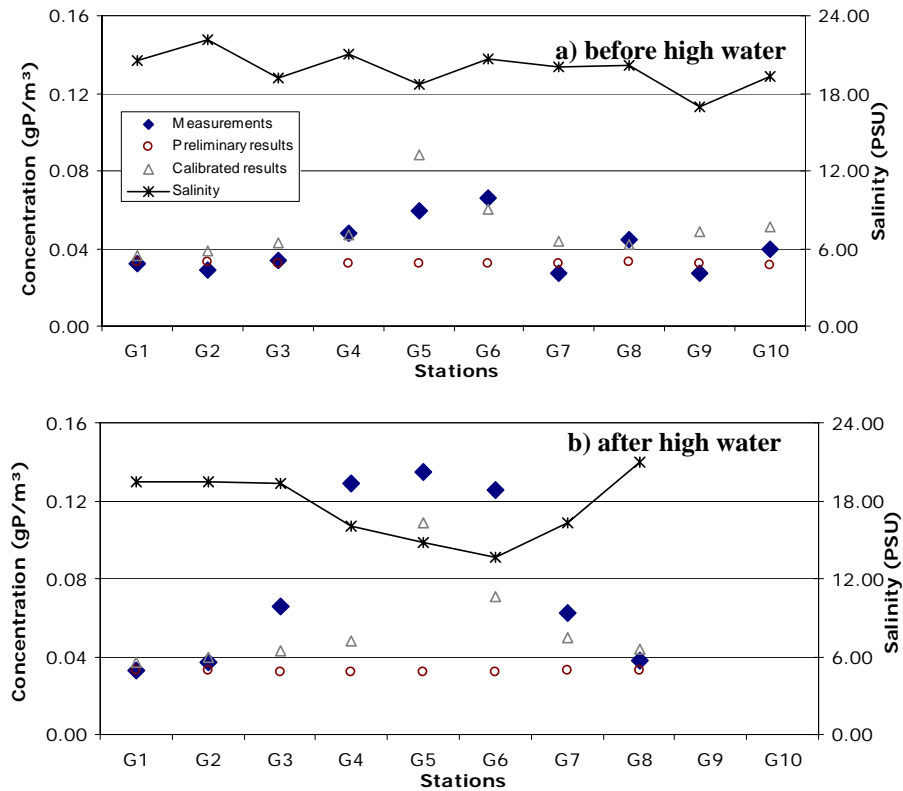 a) before high water
Concentration (gP/m³)
0.16
0.12
0.08
0.04
0.00
Measurements
Preliminary results
Calibrated results
Salinity
24.00
18.00
12.00
6.00
0.00
Salinity (PSU)
G1 G2 G3 G4 G5 G6 G7 G8 G9 G10
Stations
b) after high water
Concentration (gP/m³)
0.16
0.12
0.08
0.04
0.00
24.00
18.00
12.00
6.00
0.00
Salinity (PSU)
G1 G2 G3 G4 G5 G6 G7 G8 G9 G10
Stations